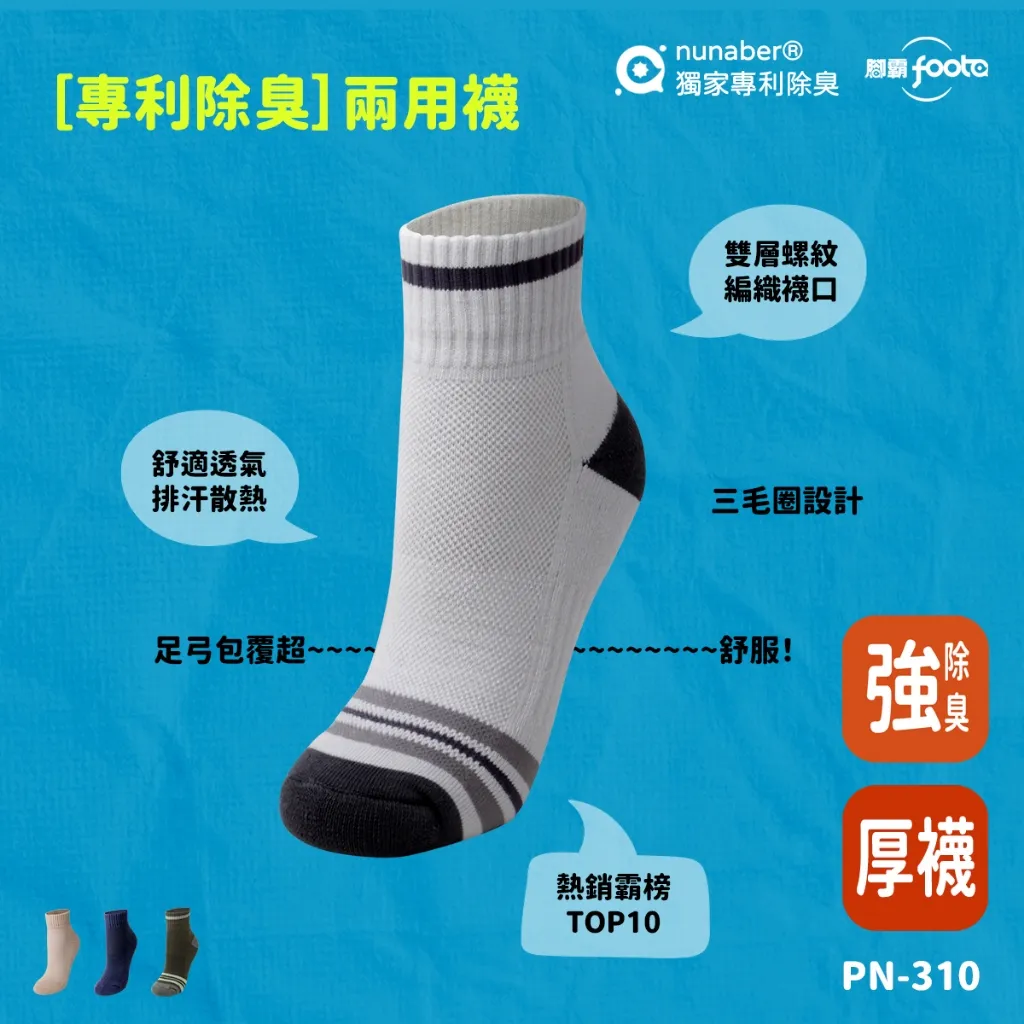 [專利除臭] 兩用襪
nunaber®
獨家專利除臭
腳霸 foota
雙層螺紋
編織襪口
舒適透氣
排汗散熱
三毛圈設計
足弓包覆超~~~~ ~~~~~~~~舒服!
強除臭
厚襪
熱銷霸榜
TOP10
PN-310